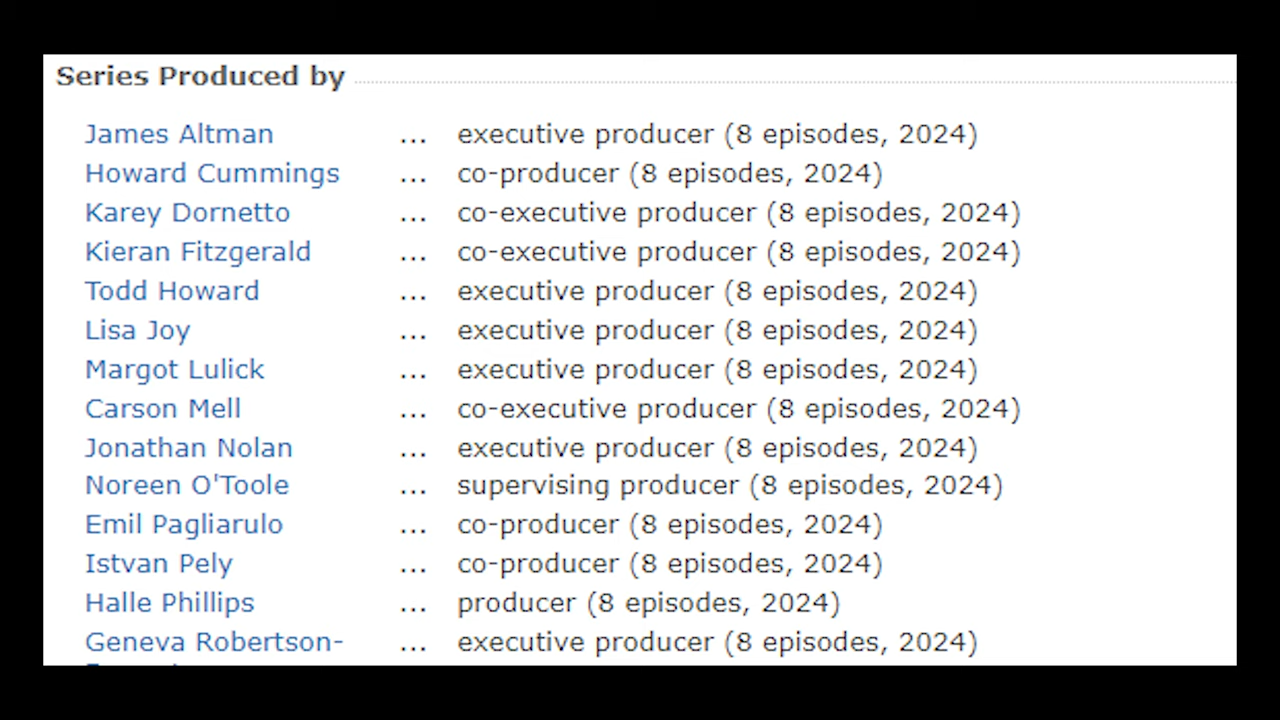 Series Produced by
James Altman ... executive producer (8 episodes, 2024)
Howard Cummings ... co-producer (8 episodes, 2024)
Karey Dornetto ... co-executive producer (8 episodes, 2024)
Kieran Fitzgerald ... co-executive producer (8 episodes, 2024)
Todd Howard ... executive producer (8 episodes, 2024)
Lisa Joy ... executive producer (8 episodes, 2024)
Margot Lulick ... executive producer (8 episodes, 2024)
Carson Mell ... co-executive producer (8 episodes, 2024)
Jonathan Nolan ... executive producer (8 episodes, 2024)
Noreen O'Toole ... supervising producer (8 episodes, 2024)
Emil Pagliarulo ... co-producer (8 episodes, 2024)
Istvan Pely ... co-producer (8 episodes, 2024)
Halle Phillips ... producer (8 episodes, 2024)
Geneva Robertson- ... executive producer (8 episodes, 2024)